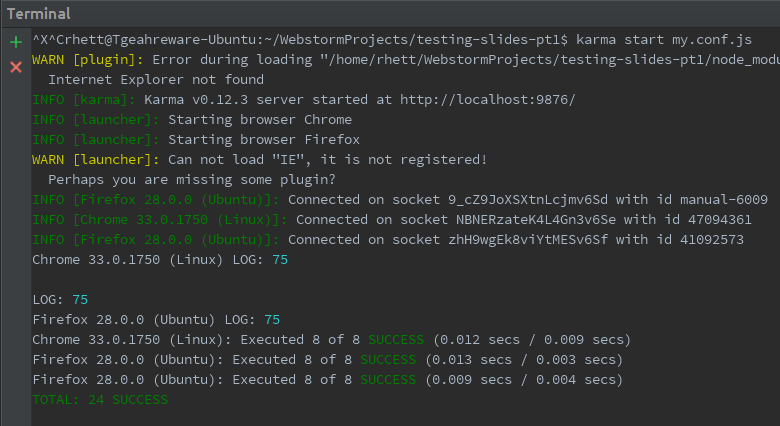 Terminal
^X^Crhett@Tgeahreware-Ubuntu:~/WebstormProjects/testing-slides-pt1$ karma start my.conf.js
WARN [plugin]: Error during loading "/home/rhett/WebstormProjects/testing-slides-pt1/node_modu
  Internet Explorer not found
INFO [karma]: Karma v0.12.3 server started at http://localhost:9876/
INFO [launcher]: Starting browser Chrome
INFO [launcher]: Starting browser Firefox
WARN [launcher]: Can not load "IE", it is not registered!
  Perhaps you are missing some plugin?
INFO [Firefox 28.0.0 (Ubuntu)]: Connected on socket 9_cZ9JoXSXtnLcjmv6Sd with id manual-6009
INFO [Chrome 33.0.1750 (Linux)]: Connected on socket NBNERzateK4L4Gn3v6Se with id 47094361
INFO [Firefox 28.0.0 (Ubuntu)]: Connected on socket zhH9wgEk8viYtMESv6Sf with id 41092573
Chrome 33.0.1750 (Linux) LOG: 75
LOG: 75
Firefox 28.0.0 (Ubuntu) LOG: 75
Chrome 33.0.1750 (Linux): Executed 8 of 8 SUCCESS (0.012 secs / 0.009 secs)
Firefox 28.0.0 (Ubuntu): Executed 8 of 8 SUCCESS (0.013 secs / 0.003 secs)
Firefox 28.0.0 (Ubuntu): Executed 8 of 8 SUCCESS (0.009 secs / 0.004 secs)
TOTAL: 24 SUCCESS